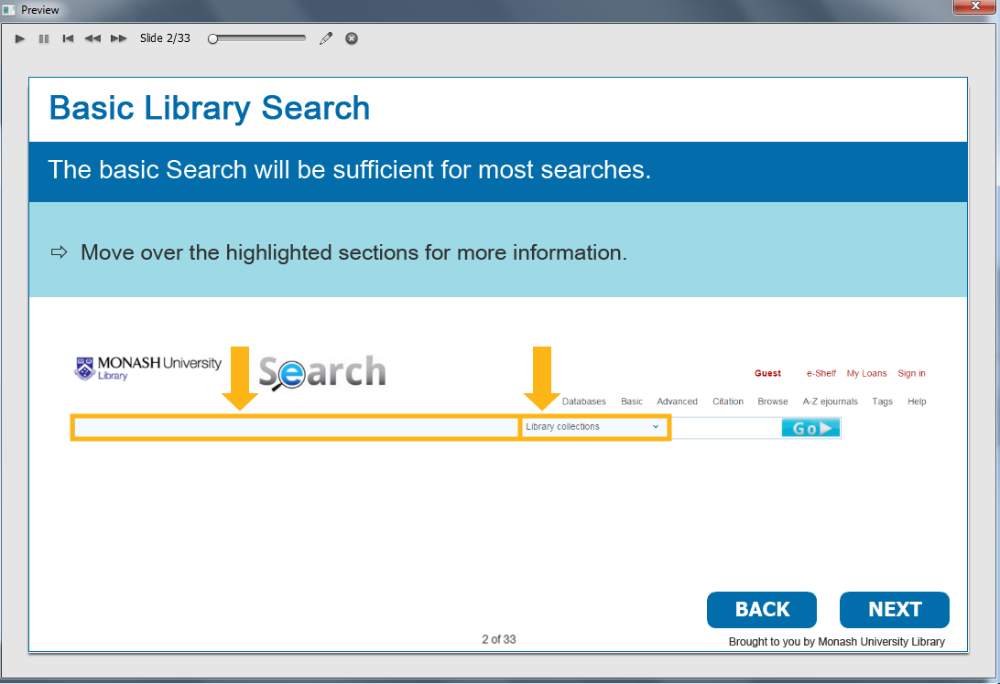 Preview
Slide 2/33
Basic Library Search
The basic Search will be sufficient for most searches.
⇨ Move over the highlighted sections for more information.
MONASH University
Library
Search
Guest e-Shelf My Loans Sign in
Databases Basic Advanced Citation Browse A-Z ejournals Tags Help
Library collections
Go
BACK NEXT
2 of 33
Brought to you by Monash University Library